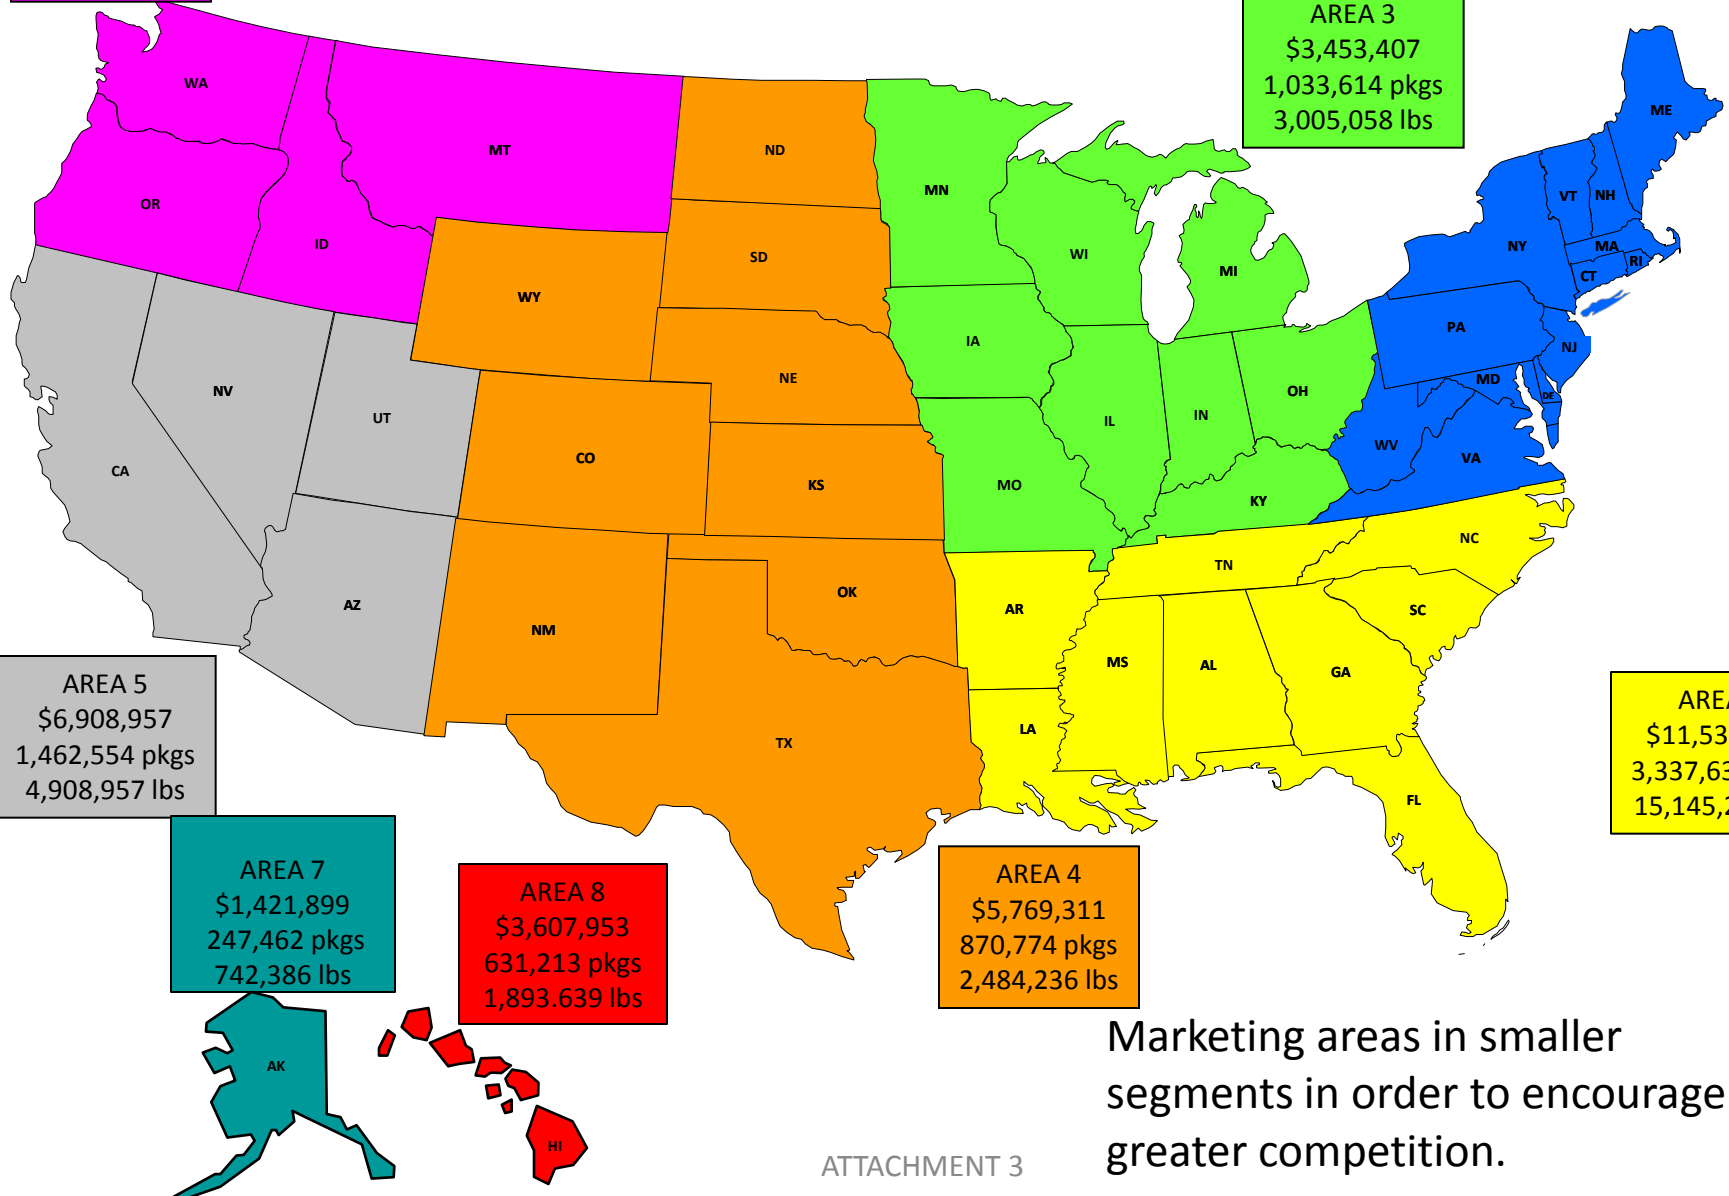 AREA 3
$3,453,407
1,033,614 pkgs
3,005,058 lbs
WA
OR
ID
MT
ND
SD
WY
NE
CO
KS
NM
OK
TX
CA
NV
UT
AZ
MN
WI
MI
IA
IL
IN
OH
MO
KY
ME
VT
NH
NY
MA
CT
RI
PA
NJ
MD
DE
WV
VA
NC
TN
SC
AR
MS
AL
GA
LA
FL
AREA 5
$6,908,957
1,462,554 pkgs
4,908,957 lbs
AREA 7
$1,421,899
247,462 pkgs
742,386 lbs
AREA 8
$3,607,953
631,213 pkgs
1,893.639 lbs
AREA 4
$5,769,311
870,774 pkgs
2,484,236 lbs
AK
HI
Marketing areas in smaller
segments in order to encourage
greater competition.
ATTACHMENT 3